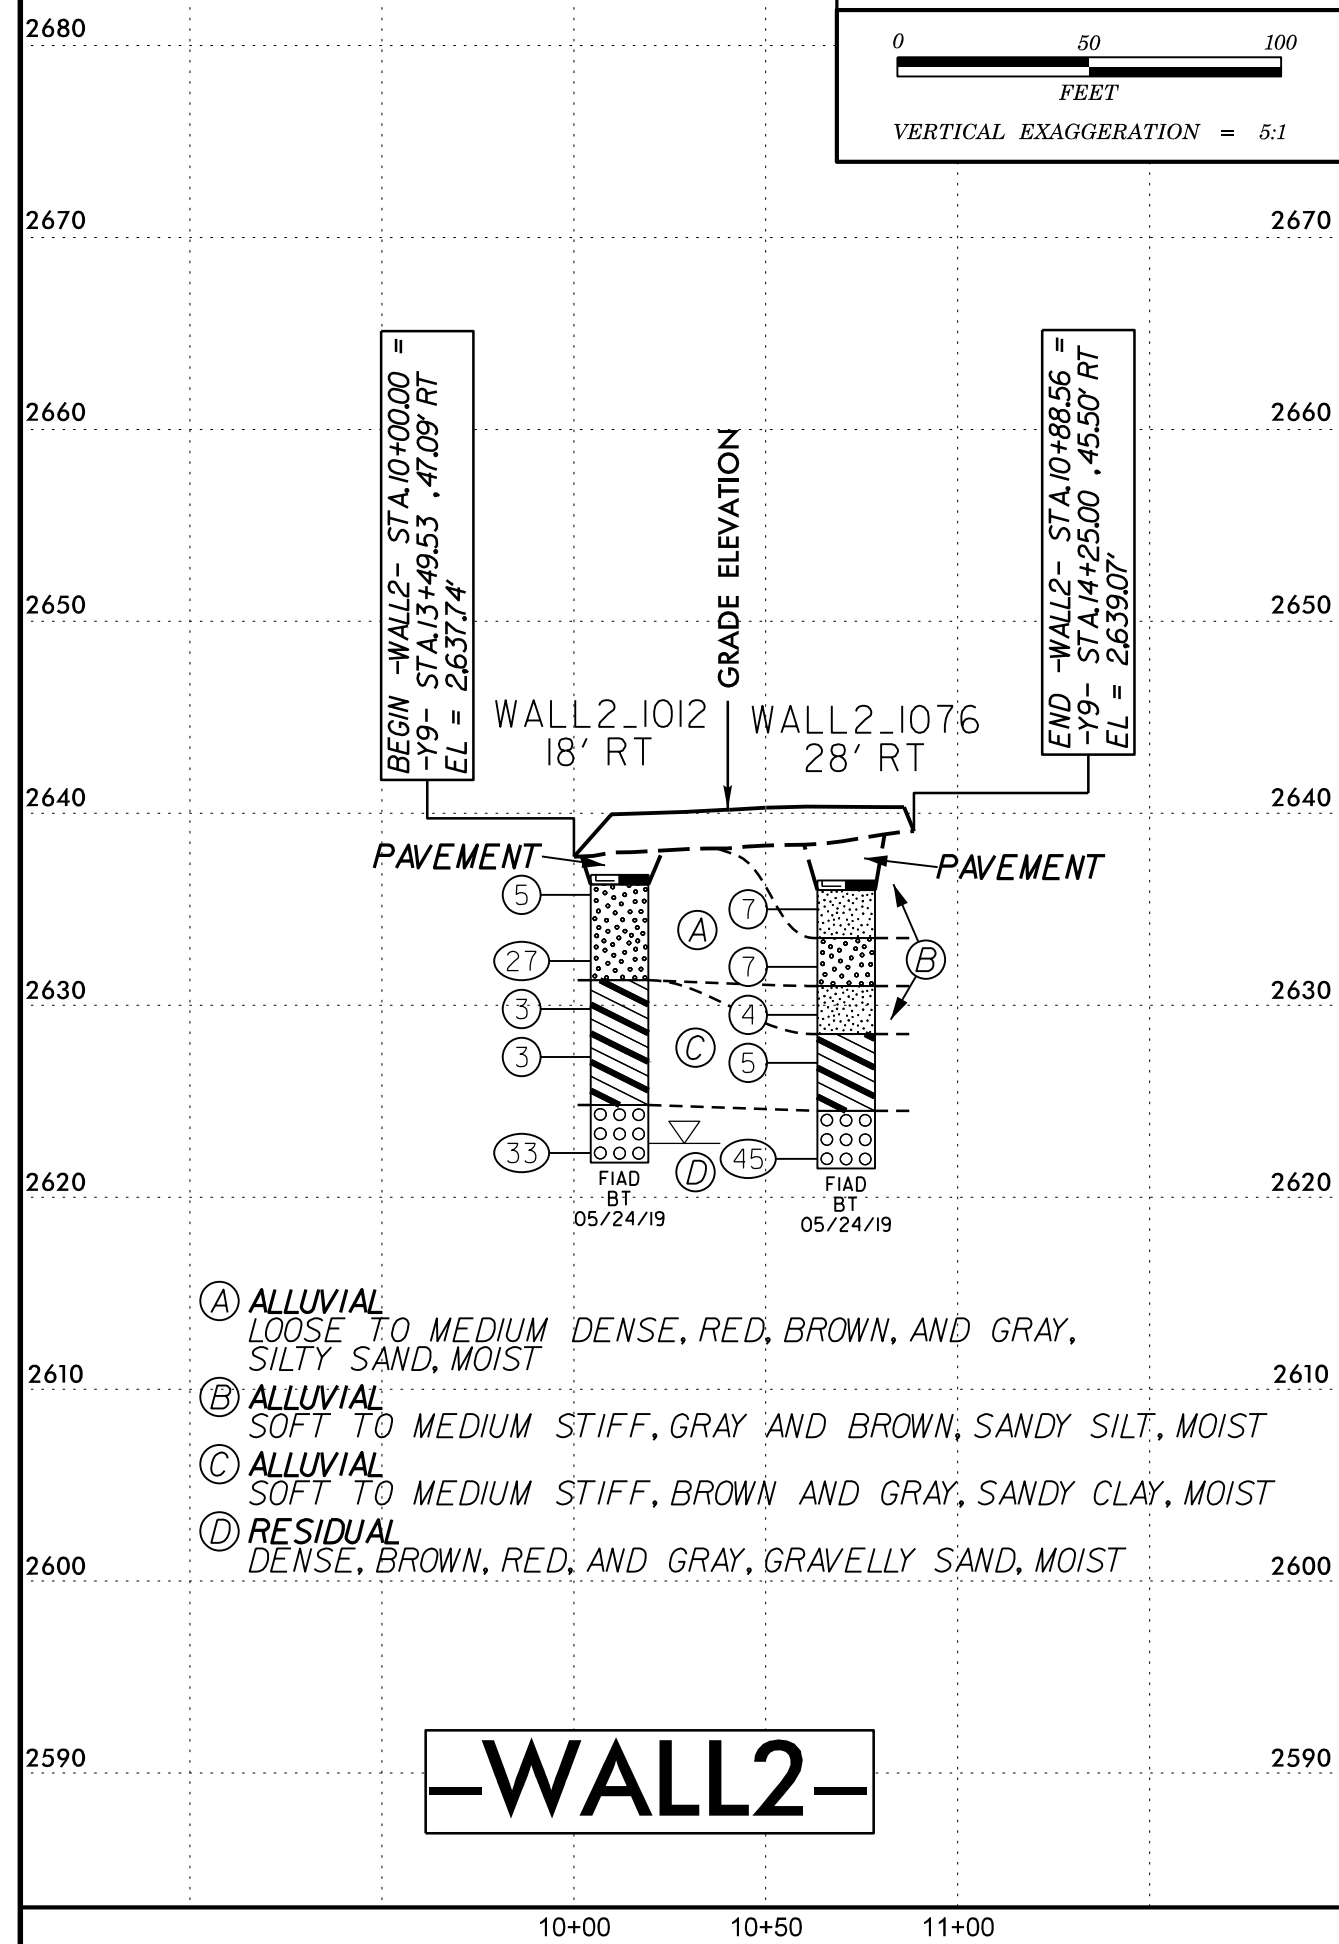 2680
0 50 100
FEET
VERTICAL EXAGGERATION = 5:1
2670 2670
2660 2660
BEGIN -WALL2- STA.10+00.00 =
-Y9- STA.13+49.53 , 47.09' RT
EL = 2,637.74'
GRADE ELEVATION
END -WALL2- STA.10+88.56 =
-Y9- STA.14+25.00 , 45.50' RT
EL = 2,639.07'
2650 2650
WALL2_1012
18' RT
WALL2_1076
28' RT
2640 2640
PAVEMENT PAVEMENT
5
27
3
3
33
A
C
D
7
7
4
5
45
B
2630 2630
FIAD
BT
05/24/19
FIAD
BT
05/24/19
2620 2620
A ALLUVIAL
LOOSE TO MEDIUM DENSE, RED, BROWN, AND GRAY,
SILTY SAND, MOIST
2610 2610
B ALLUVIAL
SOFT TO MEDIUM STIFF, GRAY AND BROWN, SANDY SILT, MOIST
C ALLUVIAL
SOFT TO MEDIUM STIFF, BROWN AND GRAY, SANDY CLAY, MOIST
D RESIDUAL
DENSE, BROWN, RED, AND GRAY, GRAVELLY SAND, MOIST
2600 2600
2590 2590
-WALL2-
10+00 10+50 11+00